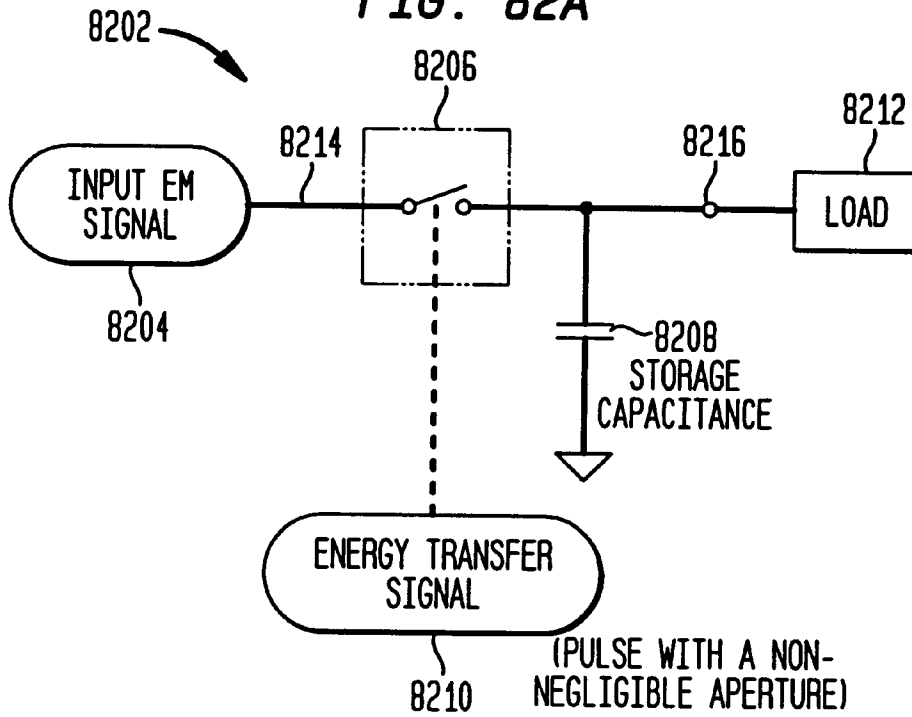 FIG. 82A
8202
8206
8214
8216
8212
INPUT EM
SIGNAL
LOAD
8204
8208
STORAGE
CAPACITANCE
ENERGY TRANSFER
SIGNAL
8210
(PULSE WITH A NON-
NEGLIGIBLE APERTURE)